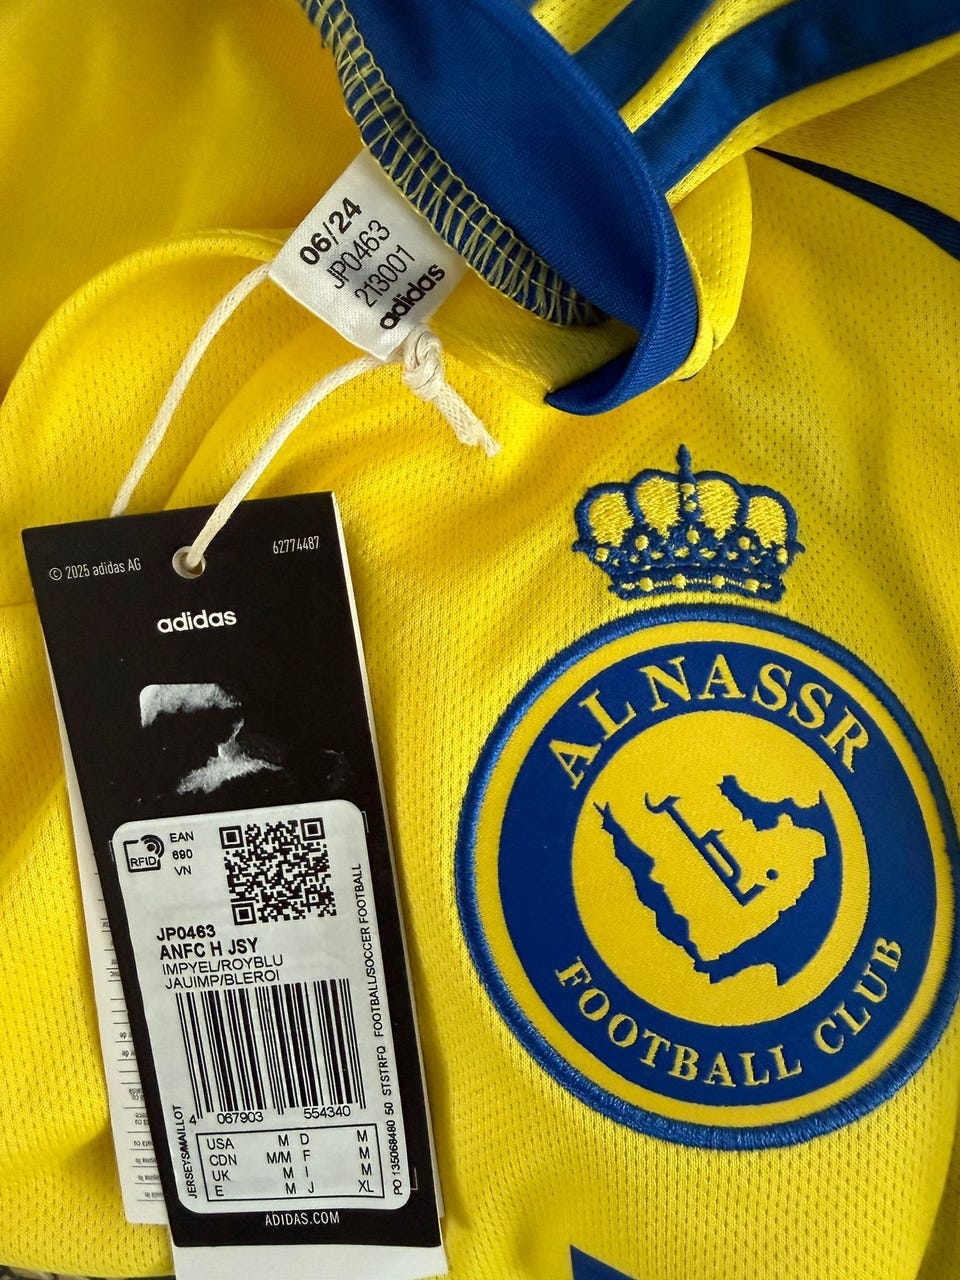 06/24
JP0463
213001
adidas
© 2025 adidas AG
62774487
adidas
RFID
EAN
690
VN
JP0463
ANFC H JSY
IMPYEL/ROYBLU
JAUIMP/BLEROI
4 067903 554340
USA M D M
CDN M/M F M
UK M I M
E M J XL
JERSEYS/MAILLOT
PO 135068480 50 STSTRFQ FOOTBALL/SOCCER FOOTBALL
ADIDAS.COM
AL NASSR
FOOTBALL CLUB